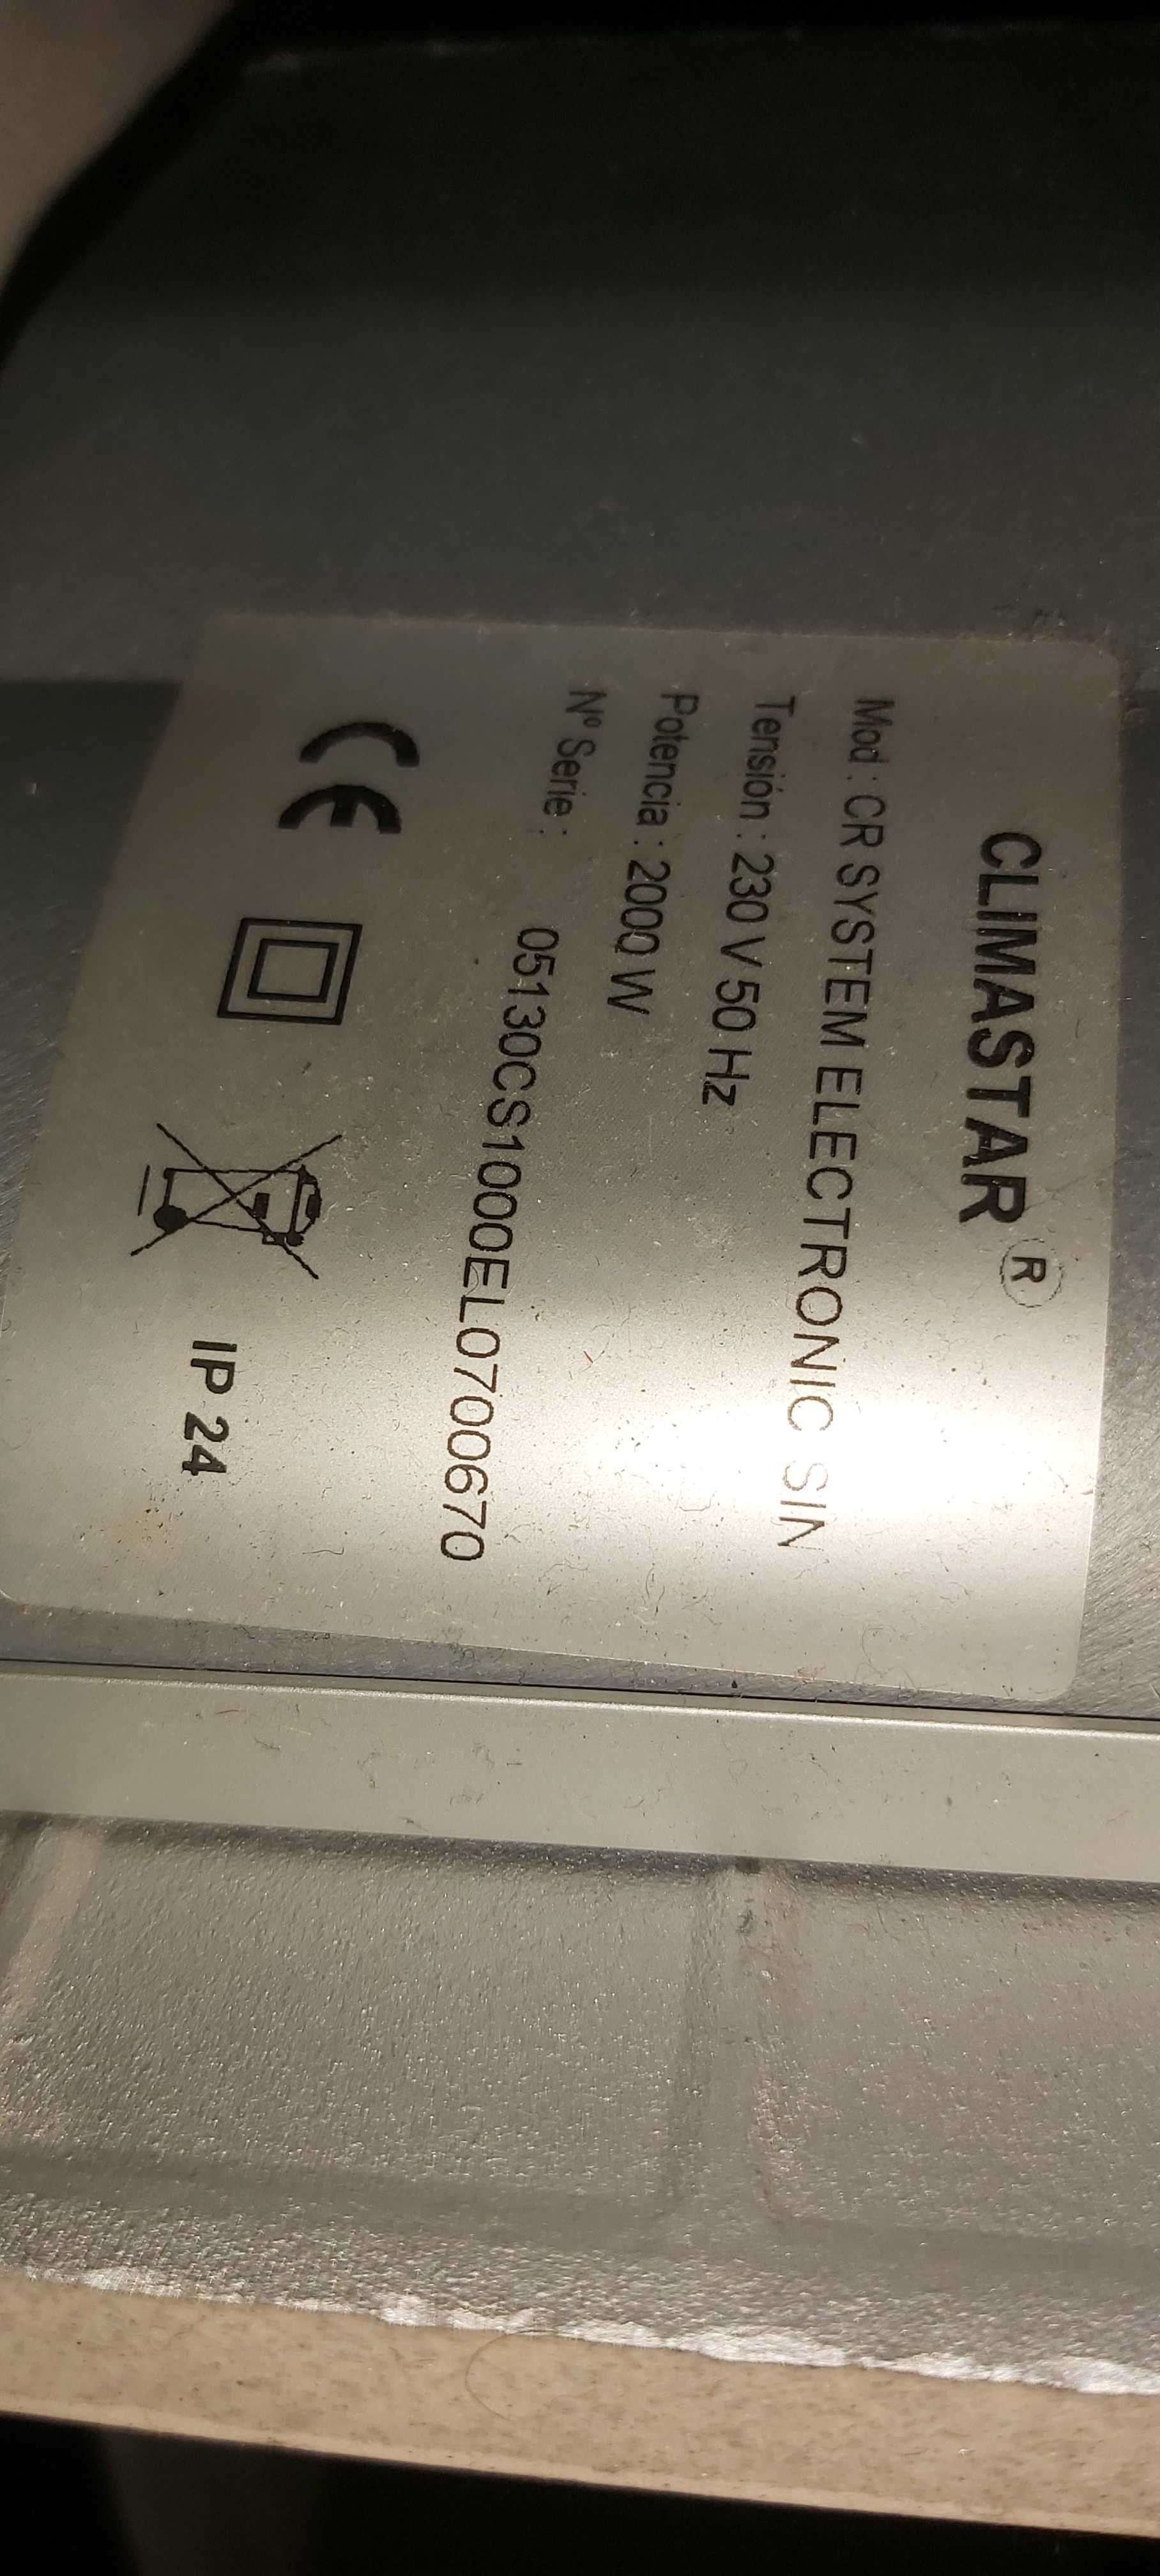 CLIMASTAR ®
Mod : CR SYSTEM ELECTRONIC SIN
Tensión : 230 V 50 Hz
Potencia : 2000 W
Nº Serie :
05130CS1000EL0700670
CE
IP 24